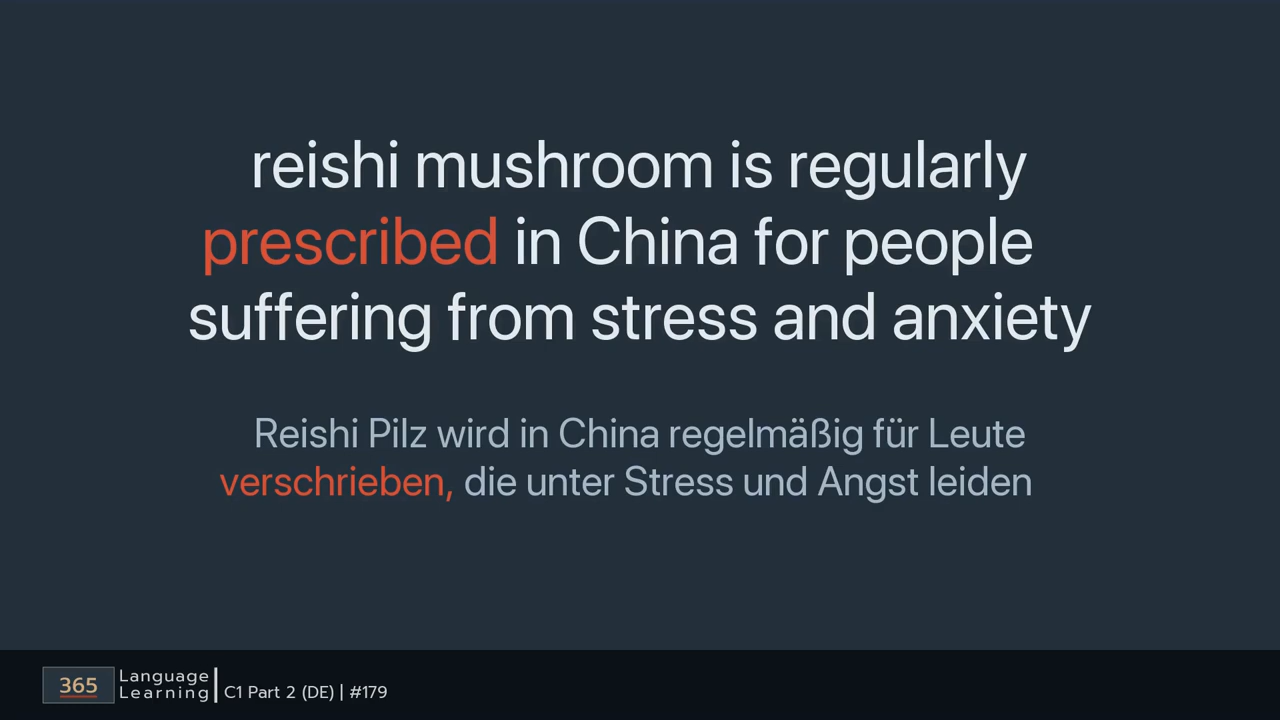 reishi mushroom is regularly
prescribed in China for people
suffering from stress and anxiety
Reishi Pilz wird in China regelmäßig für Leute
verschrieben, die unter Stress und Angst leiden
365 Language
Learning
C1 Part 2 (DE) | #179